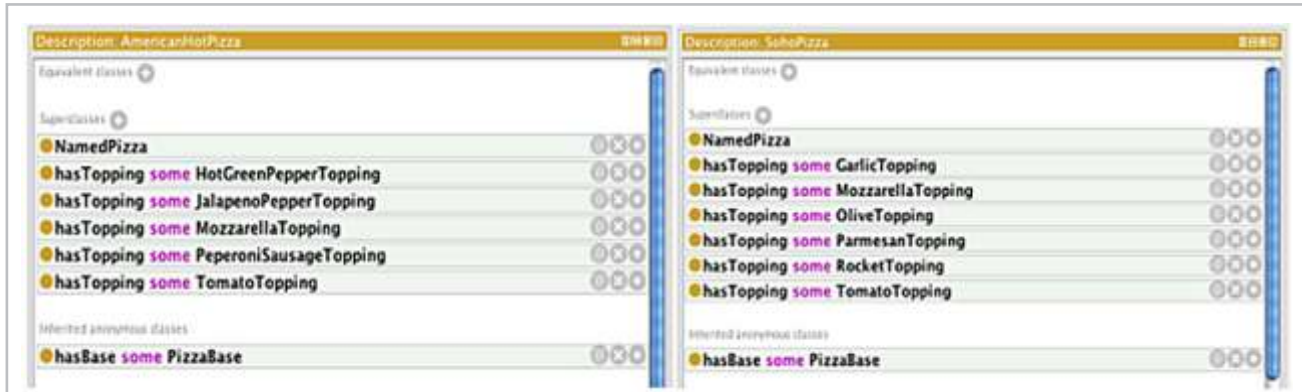 Description: AmericanHotPizza
Equivalent classes
Superclasses
NamedPizza
hasTopping some HotGreenPepperTopping
hasTopping some JalapenoPepperTopping
hasTopping some MozzarellaTopping
hasTopping some PeperoniSausageTopping
hasTopping some TomatoTopping
Inherited anonymous classes
hasBase some PizzaBase
Description: SohoPizza
Equivalent classes
Superclasses
NamedPizza
hasTopping some GarlicTopping
hasTopping some MozzarellaTopping
hasTopping some OliveTopping
hasTopping some ParmesanTopping
hasTopping some RocketTopping
hasTopping some TomatoTopping
Inherited anonymous classes
hasBase some PizzaBase